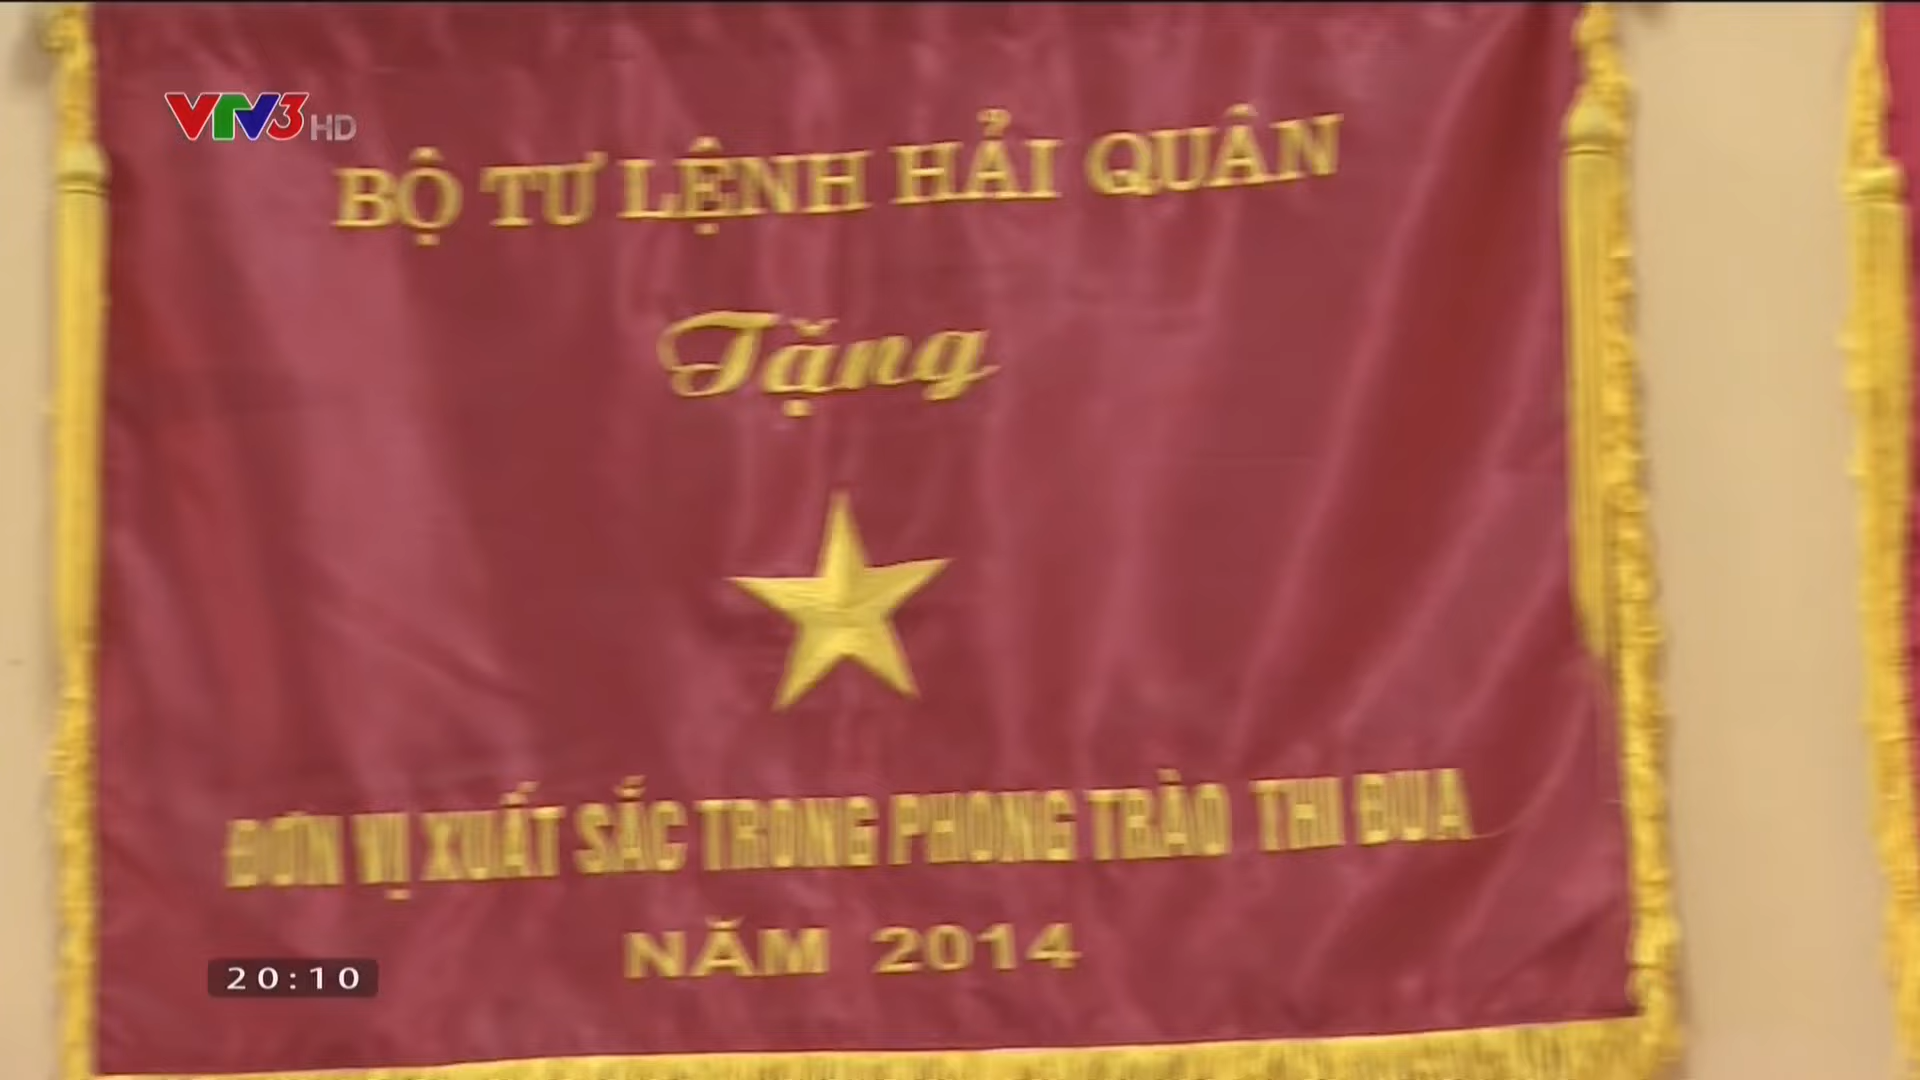 VTV3 HD
BỘ TƯ LỆNH HẢI QUÂN
Tặng
ĐƠN VỊ XUẤT SẮC TRONG PHONG TRÀO THI ĐUA
NĂM 2014
20:10